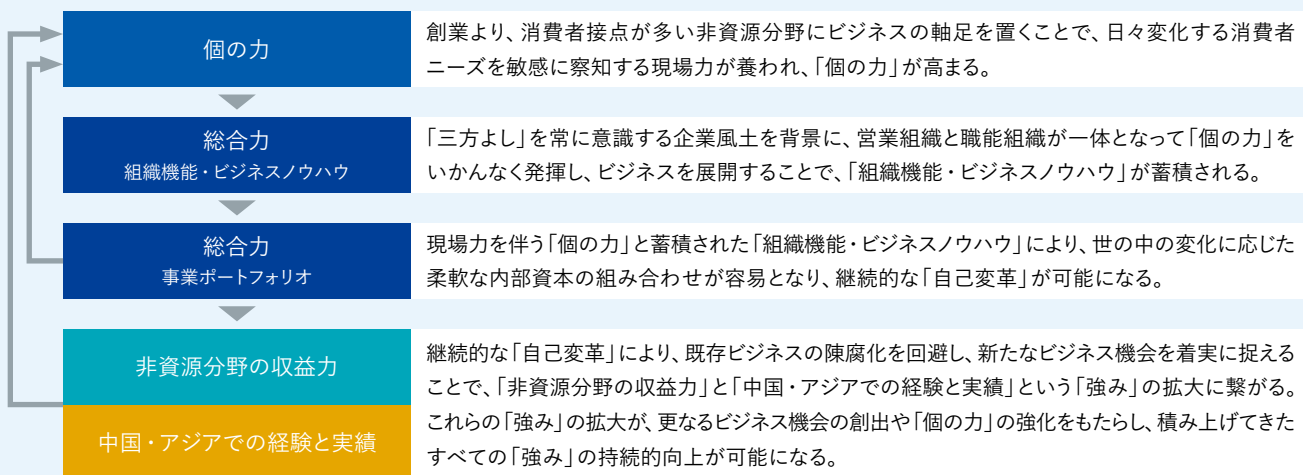 個の力
創業より、消費者接点が多い非資源分野にビジネスの軸足を置くことで、日々変化する消費者
ニーズを敏感に察知する現場力が養われ、「個の力」が高まる。
総合力
組織機能・ビジネスノウハウ
「三方よし」を常に意識する企業風土を背景に、営業組織と職能組織が一体となって「個の力」を
いかんなく発揮し、ビジネスを展開することで、「組織機能・ビジネスノウハウ」が蓄積される。
総合力
事業ポートフォリオ
現場力を伴う「個の力」と蓄積された「組織機能・ビジネスノウハウ」により、世の中の変化に応じた
柔軟な内部資本の組み合わせが容易となり、継続的な「自己変革」が可能になる。
非資源分野の収益力
中国・アジアでの経験と実績
継続的な「自己変革」により、既存ビジネスの陳腐化を回避し、新たなビジネス機会を着実に捉える
ことで、「非資源分野の収益力」と「中国・アジアでの経験と実績」という「強み」の拡大に繋がる。
これらの「強み」の拡大が、更なるビジネス機会の創出や「個の力」の強化をもたらし、積み上げてきた
すべての「強み」の持続的向上が可能になる。